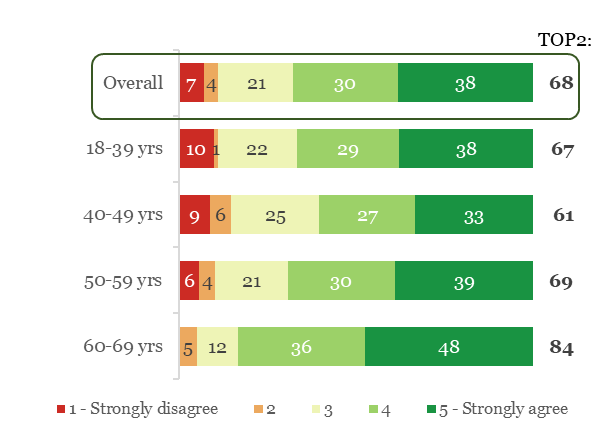 TOP2:
Overall 7 4 21 30 38 68
18-39 yrs 10 1 22 29 38 67
40-49 yrs 9 6 25 27 33 61
50-59 yrs 6 4 21 30 39 69
60-69 yrs 5 12 36 48 84
1 - Strongly disagree 2 3 4 5 - Strongly agree